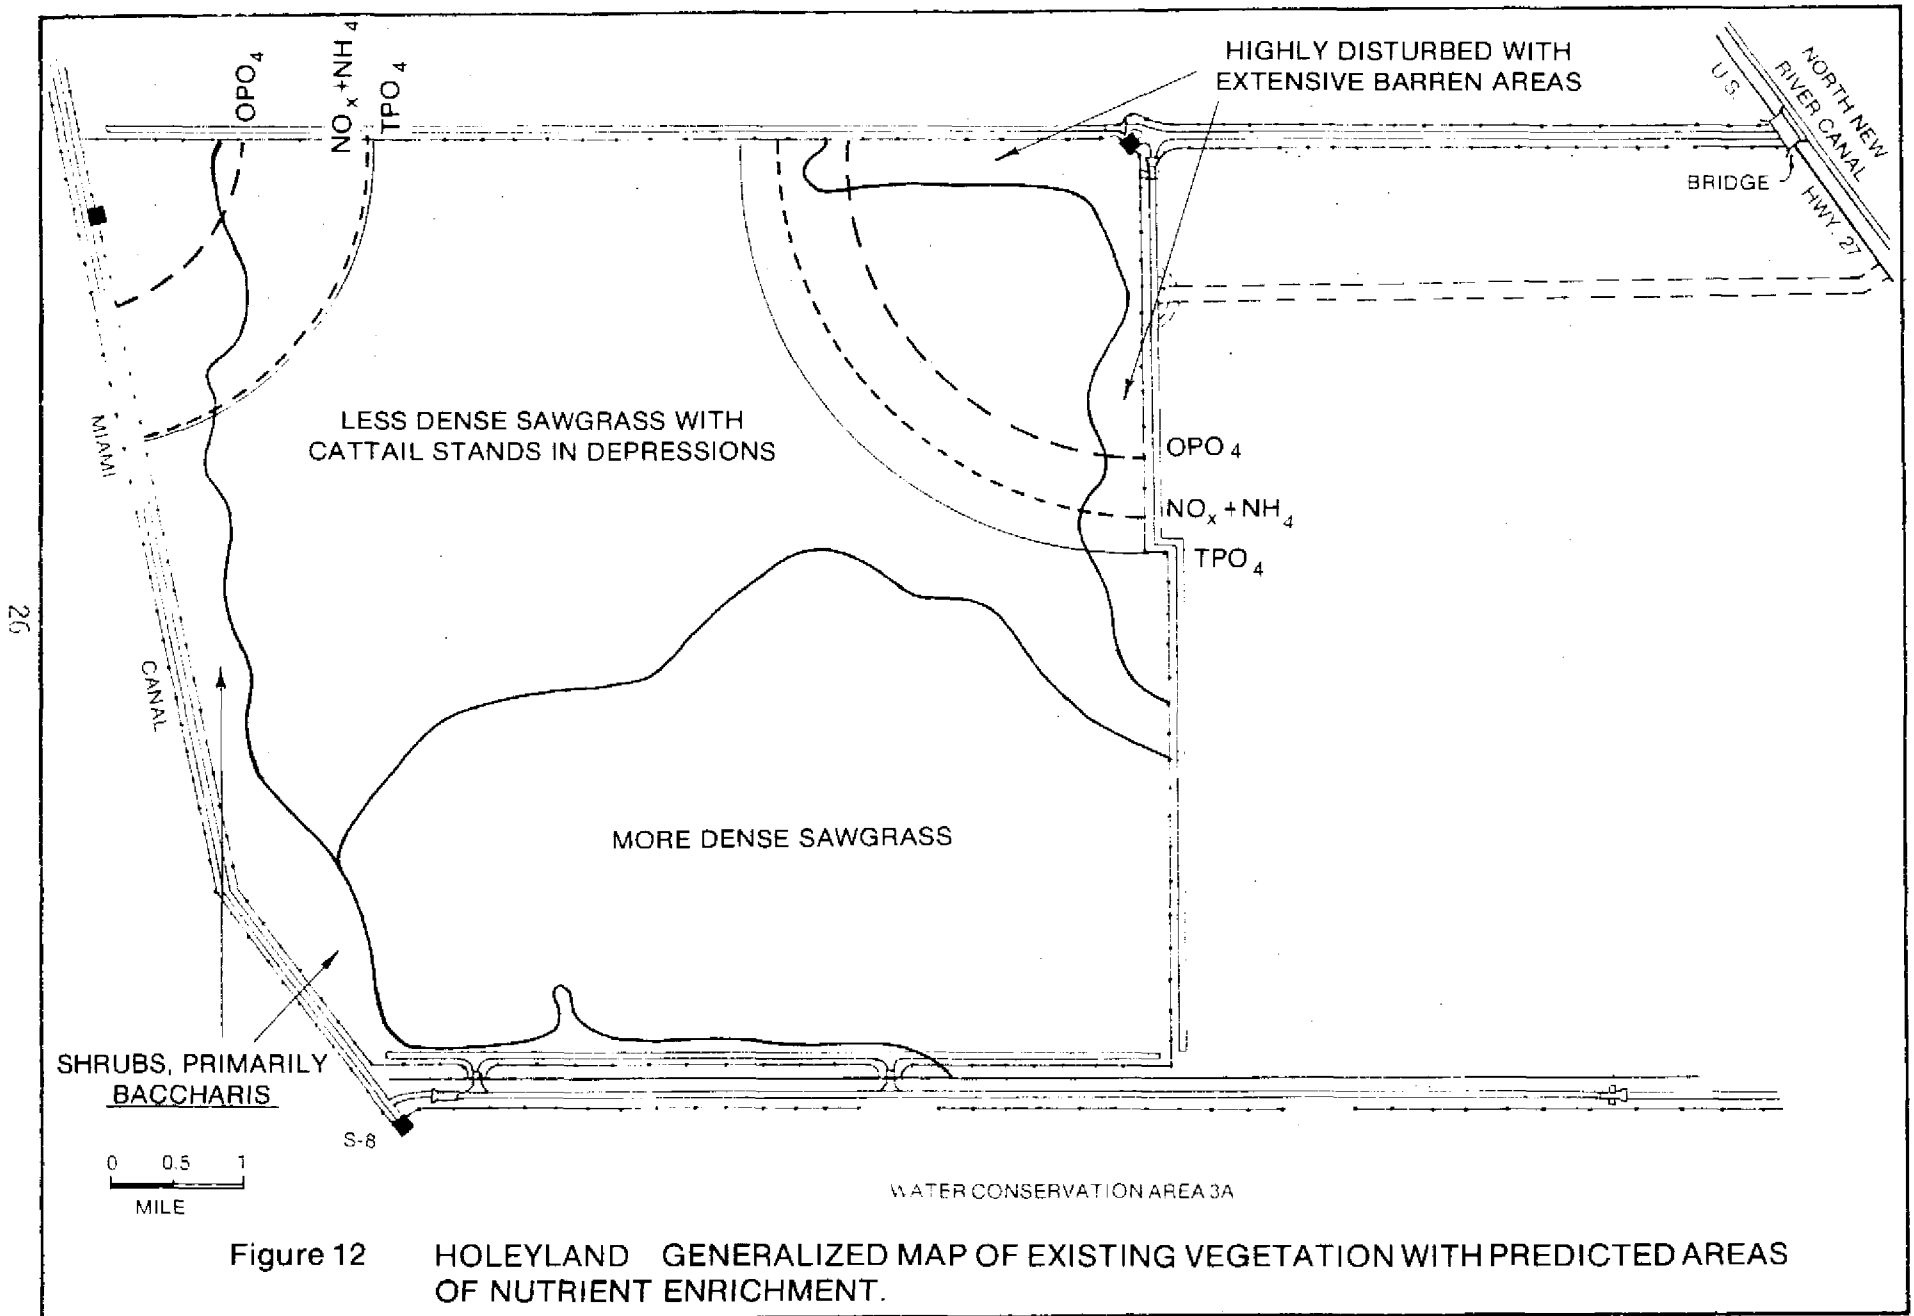 OPO4
NOx+NH4
TPO4
HIGHLY DISTURBED WITH
EXTENSIVE BARREN AREAS
U.S.
HWY. 27
NORTH NEW
RIVER CANAL
BRIDGE
MIAMI
CANAL
LESS DENSE SAWGRASS WITH
CATTAIL STANDS IN DEPRESSIONS
OPO4
NOx+NH4
TPO4
26
MORE DENSE SAWGRASS
SHRUBS, PRIMARILY
BACCHARIS
S-8
0 0.5 1
MILE
WATER CONSERVATION AREA 3A
Figure 12 HOLEYLAND GENERALIZED MAP OF EXISTING VEGETATION WITH PREDICTED AREAS
OF NUTRIENT ENRICHMENT.